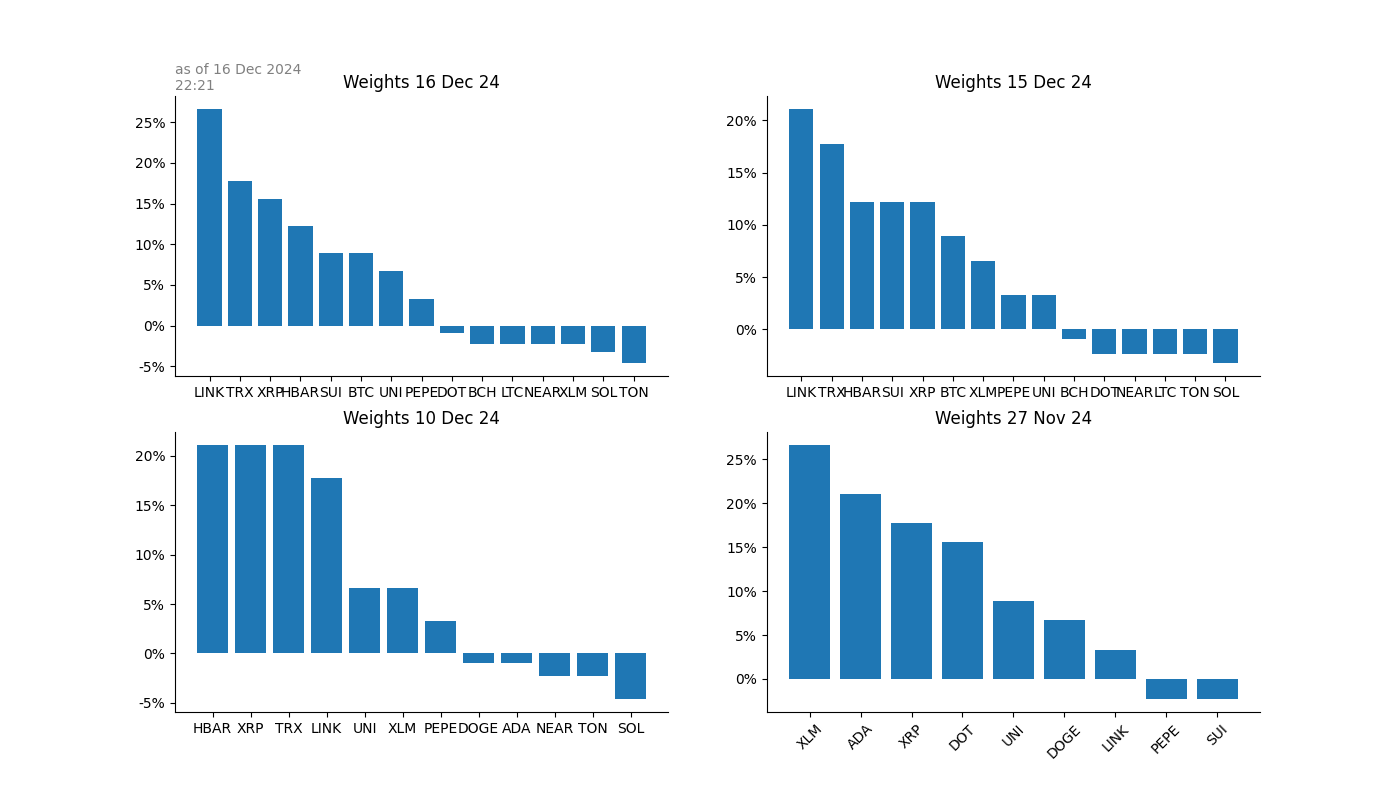 as of 16 Dec 2024
22:21
Weights 16 Dec 24
25%
20%
15%
10%
5%
0%
-5%
LINK TRX XRP HBAR SUI BTC UNI PEPE DOT BCH LTC NEAR XLM SOL TON
Weights 15 Dec 24
20%
15%
10%
5%
0%
LINK TRX HBAR SUI XRP BTC XLM PEPE UNI BCH DOT NEAR LTC TON SOL
Weights 10 Dec 24
20%
15%
10%
5%
0%
-5%
HBAR XRP TRX LINK UNI XLM PEPE DOGE ADA NEAR TON SOL
Weights 27 Nov 24
25%
20%
15%
10%
5%
0%
XLM ADA XRP DOT UNI DOGE LINK PEPE SUI